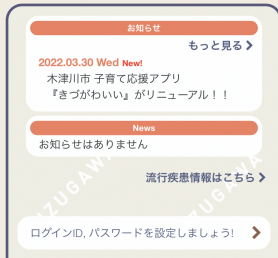 お知らせ
もっと見る
2022.03.30 Wed New!
木津川市 子育て応援アプリ
『きづがわいい』がリニューアル！！
News
お知らせはありません
流行疾患情報はこちら
ログインID, パスワードを設定しましょう!